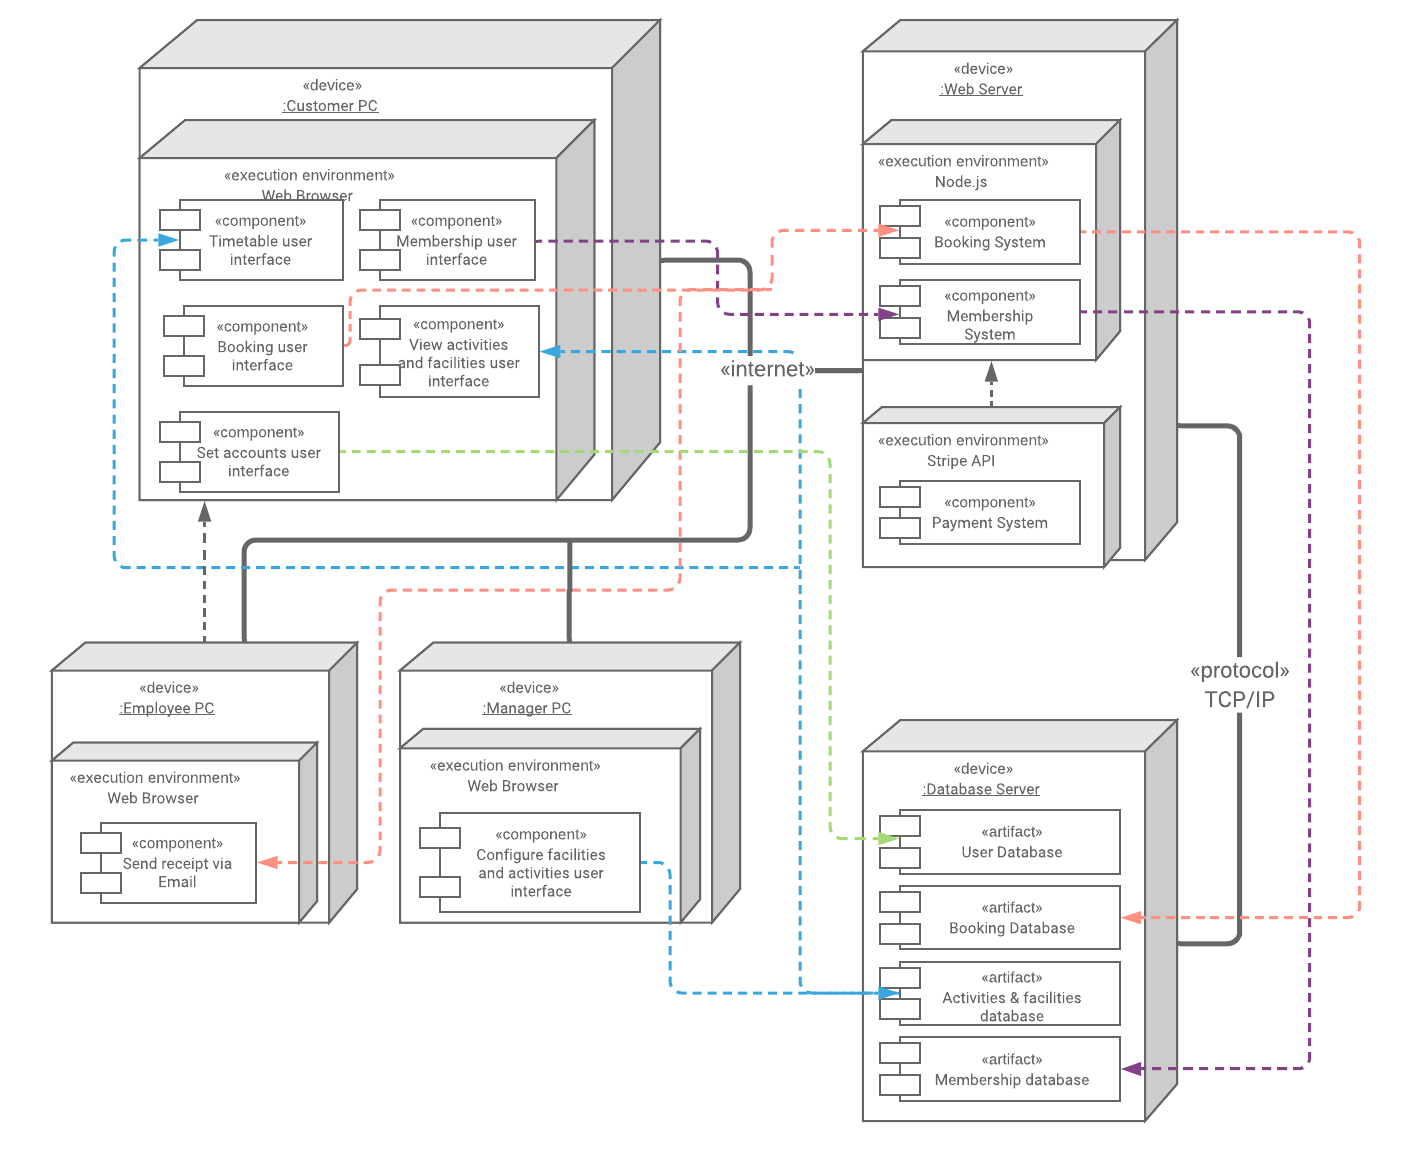 «device»
:Customer PC
«execution environment»
Web Browser
«component»
Timetable user
interface
«component»
Membership user
interface
«component»
Booking user
interface
«component»
View activities
and facilities user
interface
«component»
Set accounts user
interface
«device»
:Web Server
«execution environment»
Node.js
«component»
Booking System
«component»
Membership
System
«internet»
«execution environment»
Stripe API
«component»
Payment System
«protocol»
TCP/IP
«device»
:Employee PC
«execution environment»
Web Browser
«component»
Send receipt via
Email
«device»
:Manager PC
«execution environment»
Web Browser
«component»
Configure facilities
and activities user
interface
«device»
:Database Server
«artifact»
User Database
«artifact»
Booking Database
«artifact»
Activities & facilities
database
«artifact»
Membership database